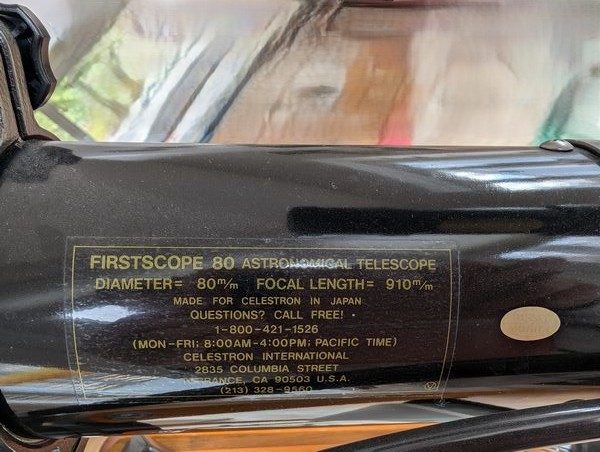 FIRSTSCOPE 80 ASTRONOMICAL TELESCOPE
DIAMETER= 80m/m FOCAL LENGTH= 910m/m
MADE FOR CELESTRON IN JAPAN
QUESTIONS? CALL FREE!
1-800-421-1526
(MON-FRI: 8:00AM-4:00PM: PACIFIC TIME)
CELESTRON INTERNATIONAL
2835 COLUMBIA STREET
TORRANCE, CA 90503 U.S.A.
(213) 328-9560